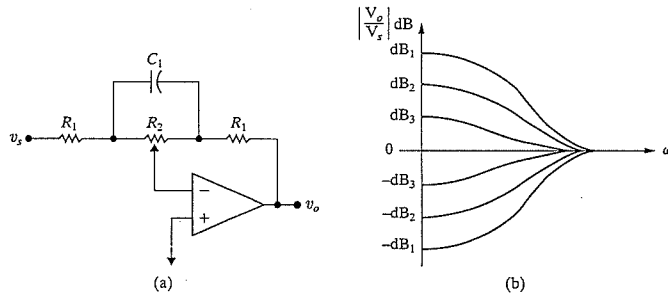 C₁
R₁
R₂
R₁
vₛ
−
+
vₒ
(a)
|Vₒ/Vₛ| dB
dB₁
dB₂
dB₃
0
ω
−dB₃
−dB₂
−dB₁
(b)